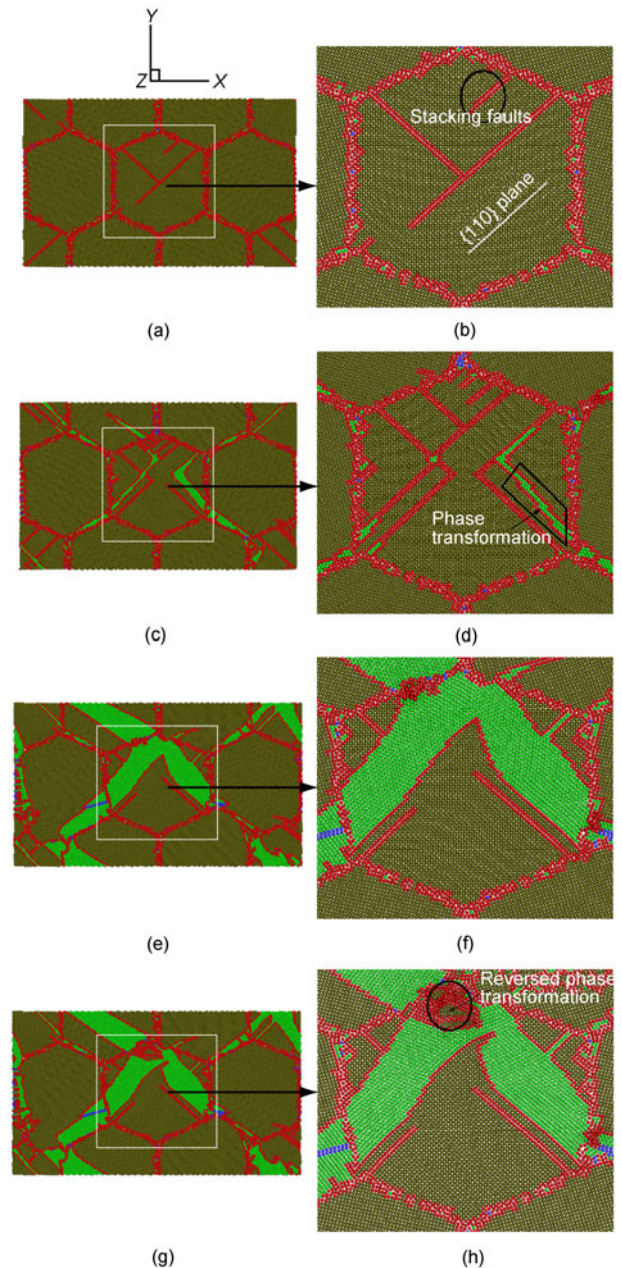 Y
Z X
Stacking faults
{110} plane
(a)
(b)
Phase
transformation
(c)
(d)
(e)
(f)
Reversed phase
transformation
(g)
(h)